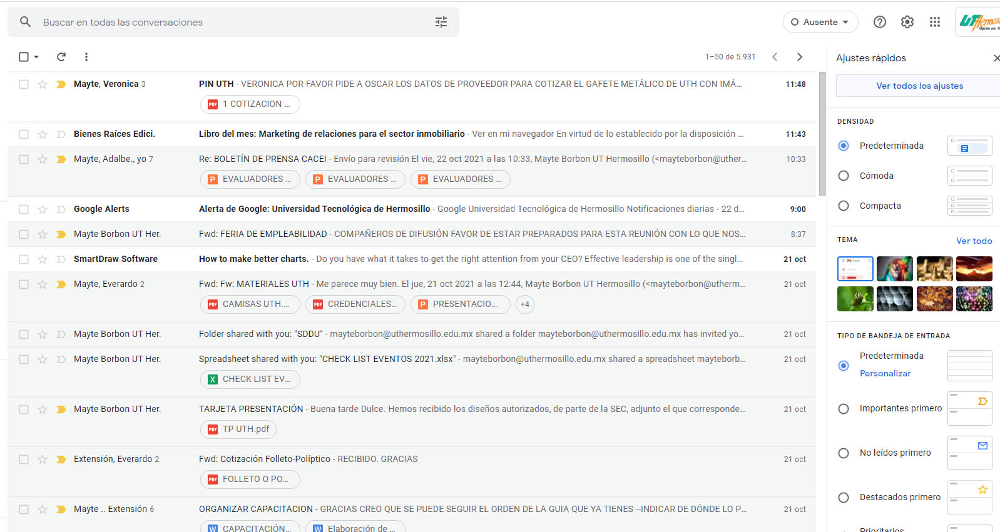 Buscar en todas las conversaciones
Ausente
UT Hermos
Opción con F
1–50 de 5.931
Mayte, Veronica 3 PIN UTH - VERONICA POR FAVOR PIDE A OSCAR LOS DATOS DE PROVEEDOR PARA COTIZAR EL GAFETE METÁLICO DE UTH CON IMÁ… 11:48
PDF 1 COTIZACION ...
Bienes Raíces Edici. Libro del mes: Marketing de relaciones para el sector inmobiliario - Ver en mi navegador En virtud de lo establecido por la disposición … 11:43
Mayte, Adalbe., yo 7 Re: BOLETÍN DE PRENSA CACEI - Envío para revisión El vie, 22 oct 2021 a las 10:33, Mayte Borbon UT Hermosillo (<mayteborbon@uther… 10:33
P EVALUADORES ... P EVALUADORES ... P EVALUADORES ...
Google Alerts Alerta de Google: Universidad Tecnológica de Hermosillo - Google Universidad Tecnológica de Hermosillo Notificaciones diarias · 22 d… 9:00
Mayte Borbon UT Her. Fwd: FERIA DE EMPLEABILIDAD - COMPAÑEROS DE DIFUSIÓN FAVOR DE ESTAR PREPARADOS PARA ESTA REUNIÓN CON LO QUE NOS… 8:37
SmartDraw Software How to make better charts. - Do you have what it takes to get the right attention from your CEO? Effective leadership is one of the singl… 21 oct
Mayte, Everardo 2 Fwd: Fw: MATERIALES UTH - Me parece muy bien. El jue, 21 oct 2021 a las 12:44, Mayte Borbon UT Hermosillo (<mayteborbon@utherm… 21 oct
PDF CAMISAS UTH.... PDF CREDENCIALES... P PRESENTACIO... +4
Mayte Borbon UT Her. Folder shared with you: "SDDU" - mayteborbon@uthermosillo.edu.mx shared a folder mayteborbon@uthermosillo.edu.mx has invited yo… 21 oct
Mayte Borbon UT Her. Spreadsheet shared with you: "CHECK LIST EVENTOS 2021.xlsx" - mayteborbon@uthermosillo.edu.mx shared a spreadsheet mayteborb… 21 oct
X CHECK LIST EV...
Mayte Borbon UT Her. TARJETA PRESENTACIÓN - Buena tarde Dulce. Hemos recibido los diseños autorizados, de parte de la SEC, adjunto el que corresponde… 21 oct
PDF TP UTH.pdf
Extensión, Everardo 2 Fwd: Cotización Folleto-Políptico - RECIBIDO. GRACIAS 21 oct
PDF FOLLETO O PO...
Mayte .. Extensión 6 ORGANIZAR CAPACITACION - GRACIAS CREO QUE SE PUEDE SEGUIR EL ORDEN DE LA GUIA QUE YA TIENES --INDICAR DE DÓNDE LO P… 21 oct
W CAPACITACIÓN... W Elaboración de ...
Ajustes rápidos
Ver todos los ajustes
DENSIDAD
Predeterminada
Cómoda
Compacta
TEMA Ver todo
TIPO DE BANDEJA DE ENTRADA
Predeterminada
Personalizar
Importantes primero
No leídos primero
Destacados primero
Prioritarios